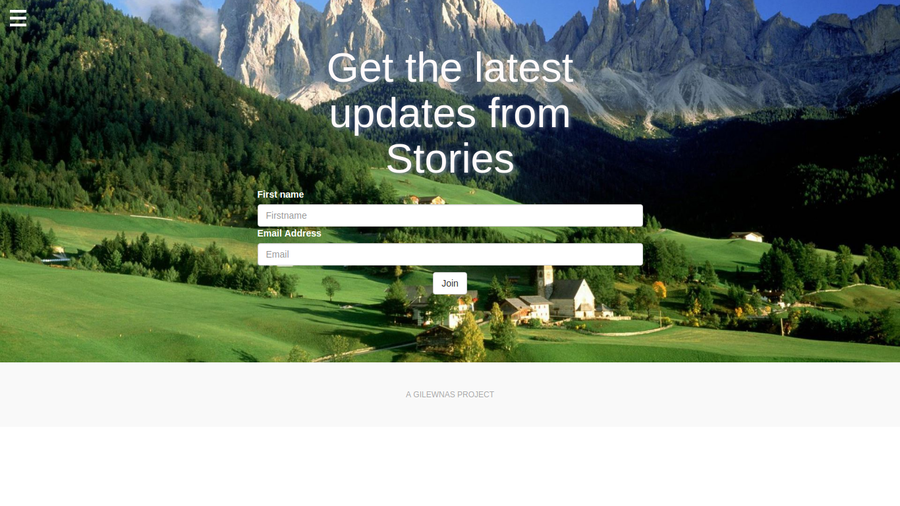 Get the latest
updates from
Stories
First name
Firstname
Email Address
Email
Join
A GILEWNAS PROJECT